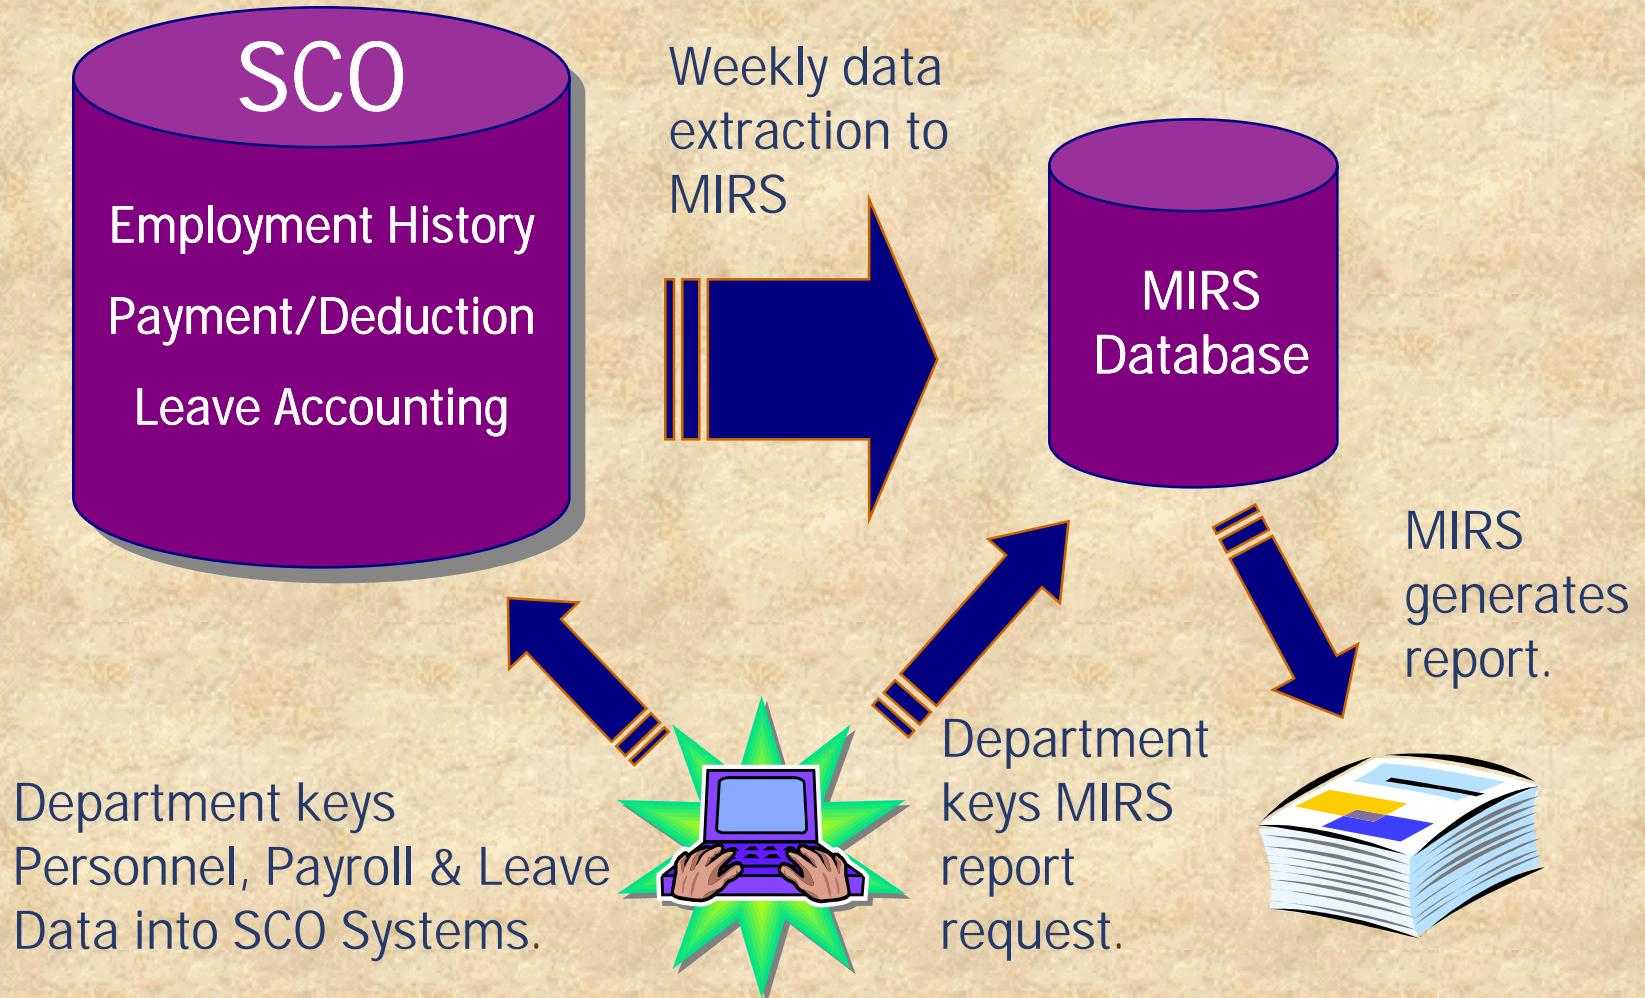 SCO
Employment History
Payment/Deduction
Leave Accounting
Weekly data
extraction to
MIRS
MIRS
Database
MIRS
generates
report.
Department keys
Personnel, Payroll & Leave
Data into SCO Systems.
Department
keys MIRS
report
request.